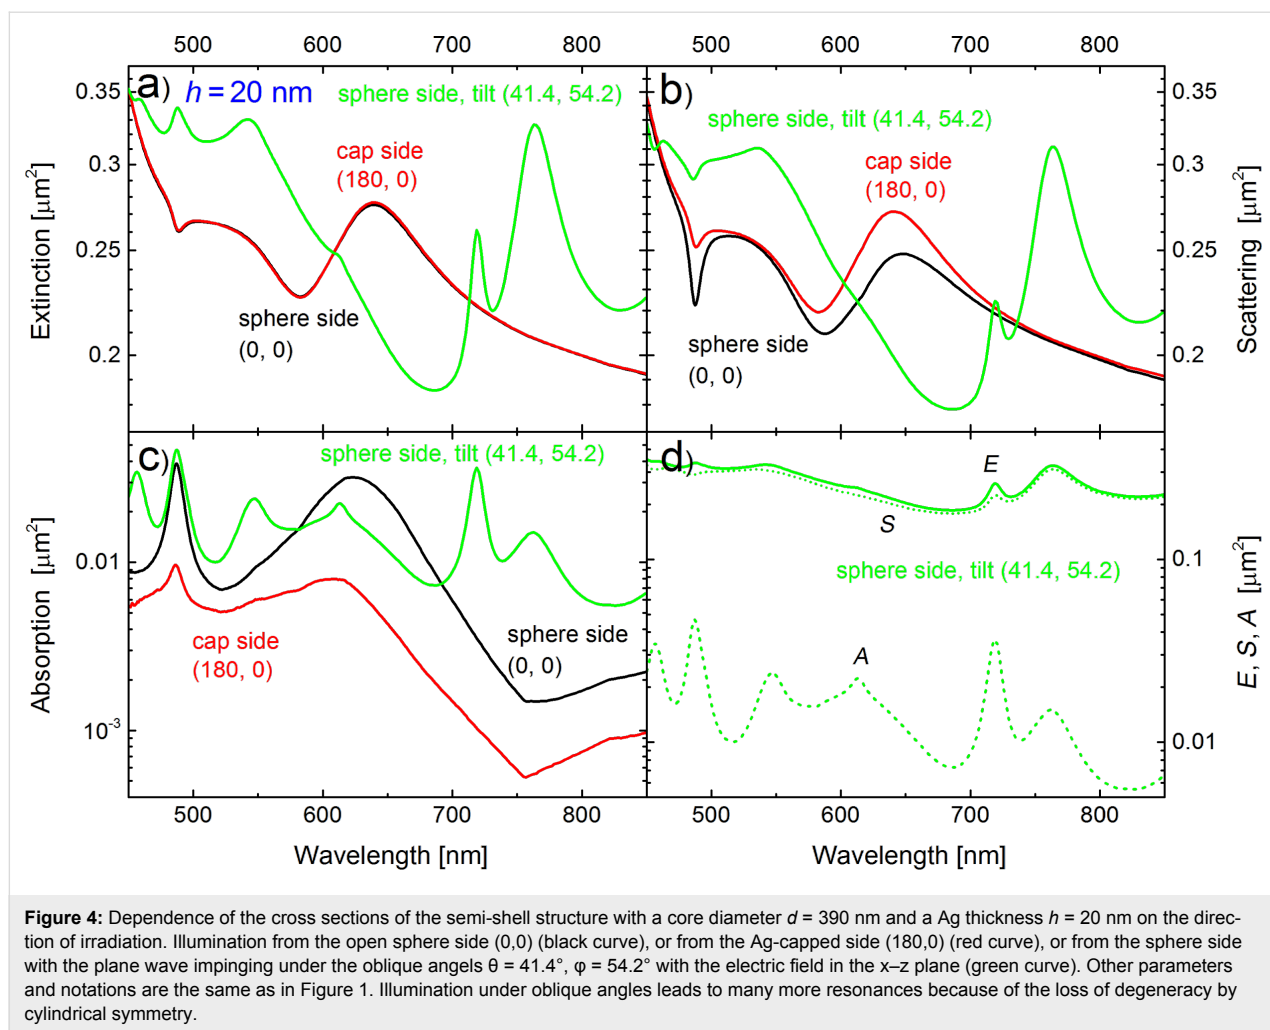 500 600 700 800 500 600 700 800
a) h = 20 nm
sphere side, tilt (41.4, 54.2)
cap side
(180, 0)
sphere side
(0, 0)
0.35
0.3
0.25
0.2
Extinction [μm²]
b)
sphere side, tilt (41.4, 54.2)
cap side
(180, 0)
sphere side
(0, 0)
0.35
0.3
0.25
0.2
Scattering [μm²]
c)
sphere side, tilt (41.4, 54.2)
cap side
(180, 0)
sphere side
(0, 0)
0.01
10⁻³
Absorption [μm²]
d)
E
S
sphere side, tilt (41.4, 54.2)
A
0.1
0.01
E, S, A [μm²]
500 600 700 800 500 600 700 800
Wavelength [nm] Wavelength [nm]
Figure 4: Dependence of the cross sections of the semi-shell structure with a core diameter d = 390 nm and a Ag thickness h = 20 nm on the direc-
tion of irradiation. Illumination from the open sphere side (0,0) (black curve), or from the Ag-capped side (180,0) (red curve), or from the sphere side
with the plane wave impinging under the oblique angels θ = 41.4°, φ = 54.2° with the electric field in the x–z plane (green curve). Other parameters
and notations are the same as in Figure 1. Illumination under oblique angles leads to many more resonances because of the loss of degeneracy by
cylindrical symmetry.